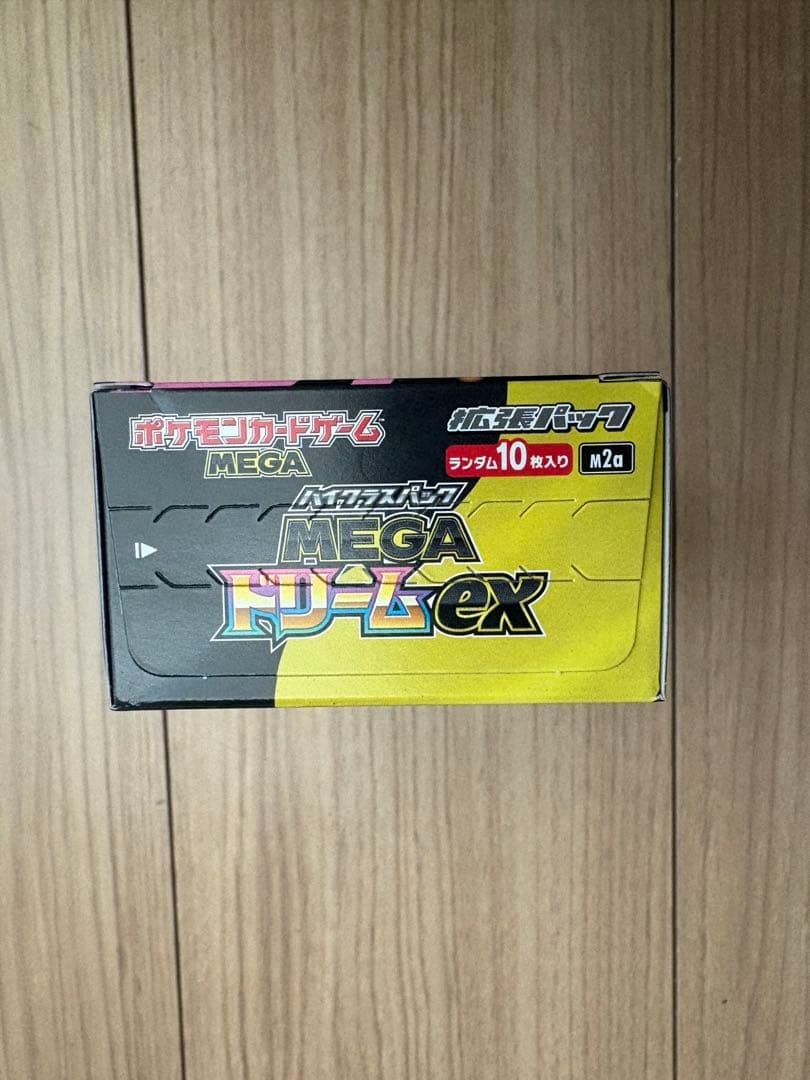 ポケモンカードゲーム
MEGA
拡張パック
ランダム10枚入り M2a
ハイクラスパック
MEGA
ドリームex